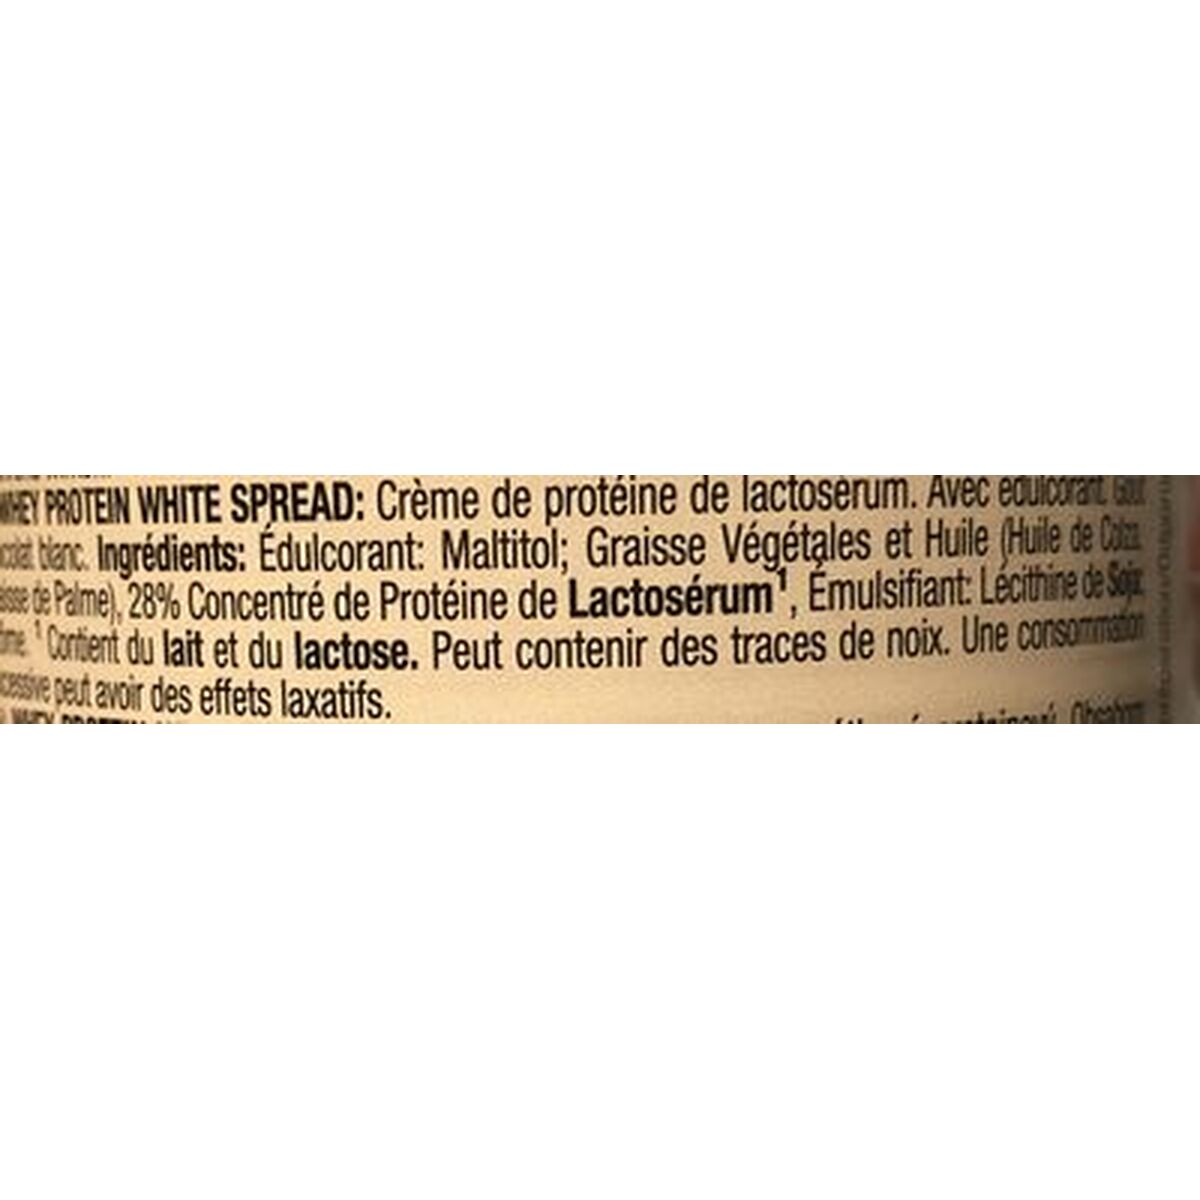 WHEY PROTEIN WHITE SPREAD: Crème de protéine de lactosérum. Avec édulcorant. Goût
blanc. Ingrédients: Édulcorant: Maltitol; Graisse Végétales et Huile (Huile de Colza,
de Palme), 28% Concentré de Protéine de Lactosérum¹, Émulsifiant: Lécithine de Soja,
¹ Contient du lait et du lactose. Peut contenir des traces de noix. Une consommation
peut avoir des effets laxatifs.